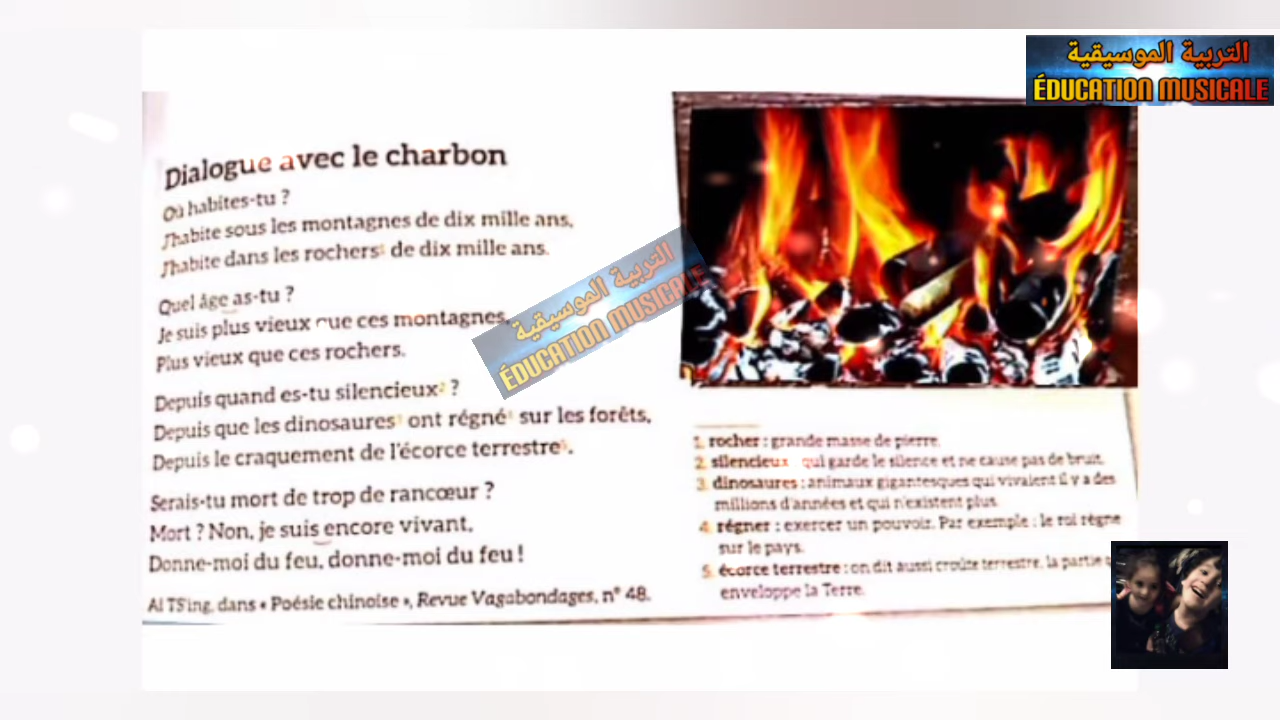 التربية الموسيقية
ÉDUCATION MUSICALE
Dialogue avec le charbon
Où habites-tu ?
J'habite sous les montagnes de dix mille ans,
J'habite dans les rochers¹ de dix mille ans.
Quel âge as-tu ?
Je suis plus vieux que ces montagnes,
Plus vieux que ces rochers.
Depuis quand es-tu silencieux² ?
Depuis que les dinosaures³ ont régné⁴ sur les forêts,
Depuis le craquement de l'écorce terrestre⁵.
Serais-tu mort de trop de rancœur ?
Mort ? Non, je suis encore vivant,
Donne-moi du feu, donne-moi du feu !
Ai TS'ing, dans « Poésie chinoise », Revue Vagabondages, n° 48.
التربية الموسيقية
ÉDUCATION MUSICALE
1. rocher : grande masse de pierre.
2. silencieux : qui garde le silence et ne cause pas de bruit.
3. dinosaures : animaux gigantesques qui vivaient il y a des
millions d'années et qui n'existent plus.
4. régner : exercer un pouvoir. Par exemple : le roi règne
sur le pays.
5. écorce terrestre : on dit aussi croûte terrestre, la partie
enveloppe la Terre.